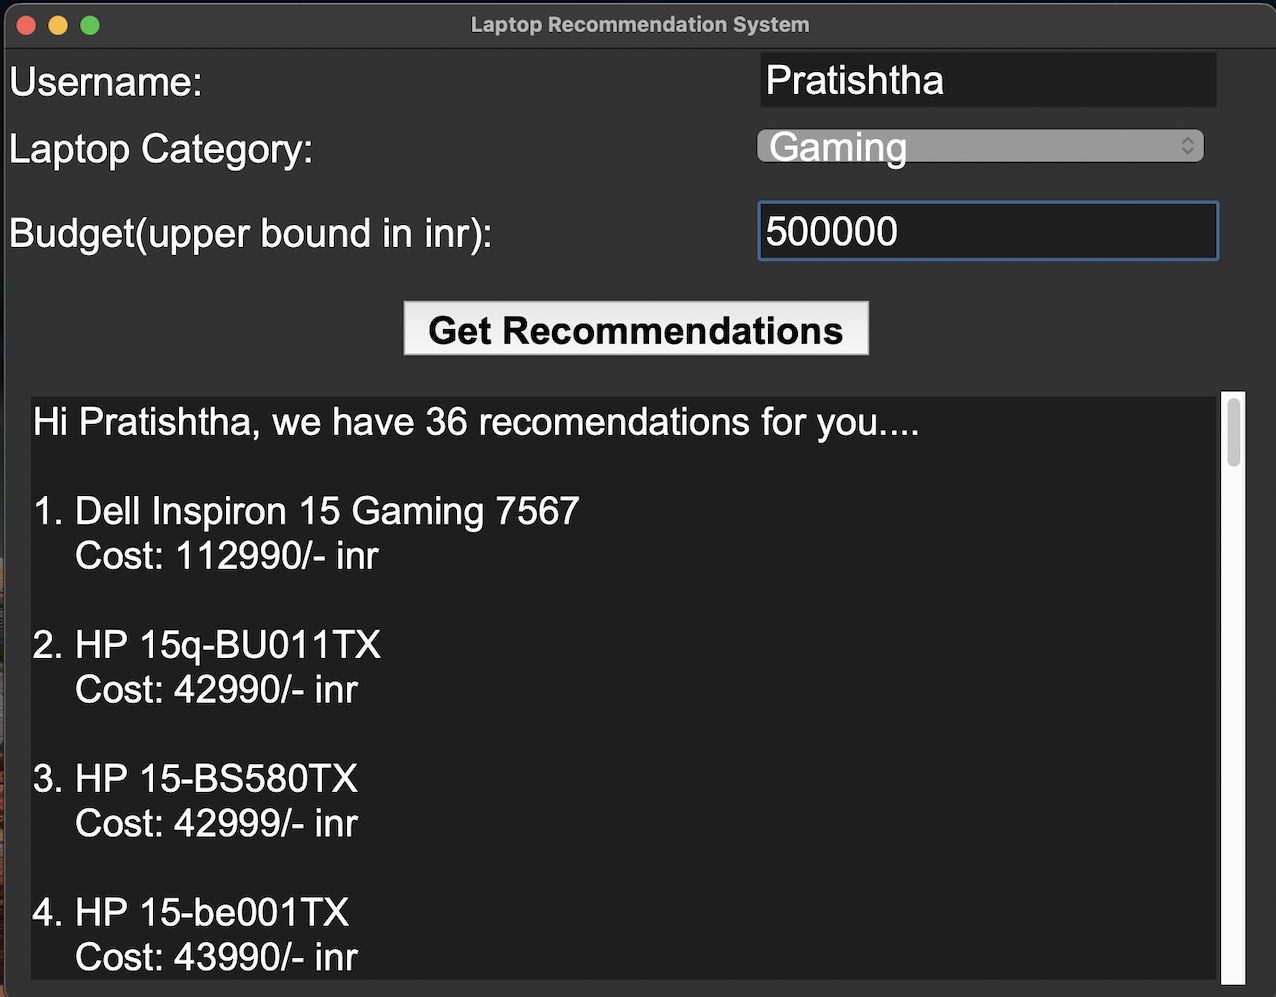 Laptop Recommendation System
Username: Pratishtha
Laptop Category: Gaming
Budget(upper bound in inr): 500000
Get Recommendations
Hi Pratishtha, we have 36 recomendations for you....
1. Dell Inspiron 15 Gaming 7567
Cost: 112990/- inr
2. HP 15q-BU011TX
Cost: 42990/- inr
3. HP 15-BS580TX
Cost: 42999/- inr
4. HP 15-be001TX
Cost: 43990/- inr